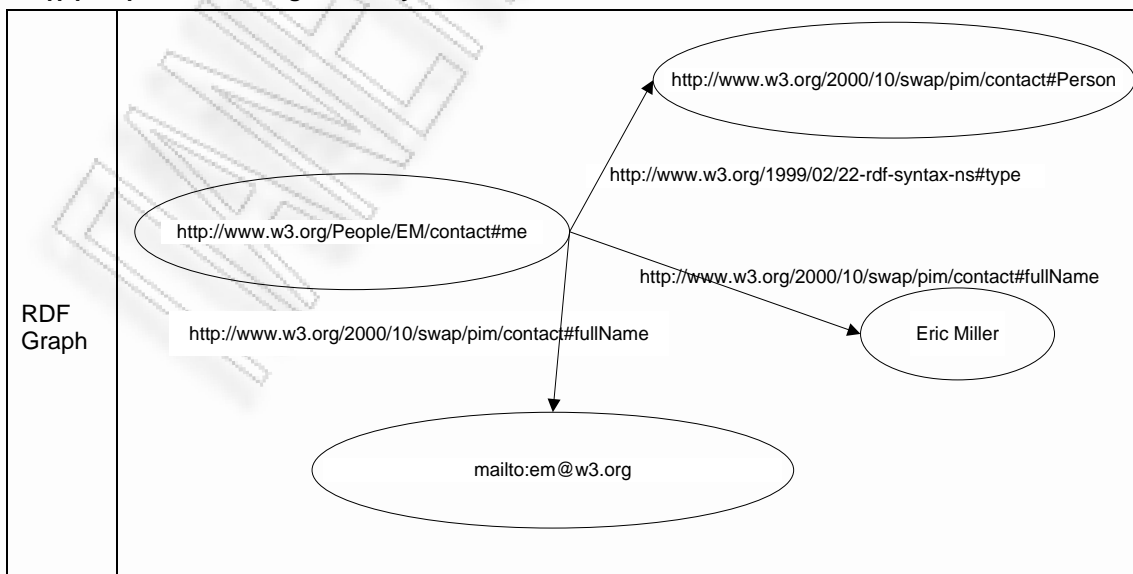 http://www.w3.org/2000/10/swap/pim/contact#Person
http://www.w3.org/1999/02/22-rdf-syntax-ns#type
http://www.w3.org/People/EM/contact#me
http://www.w3.org/2000/10/swap/pim/contact#fullName
RDF
Graph
http://www.w3.org/2000/10/swap/pim/contact#fullName
Eric Miller
mailto:em@w3.org